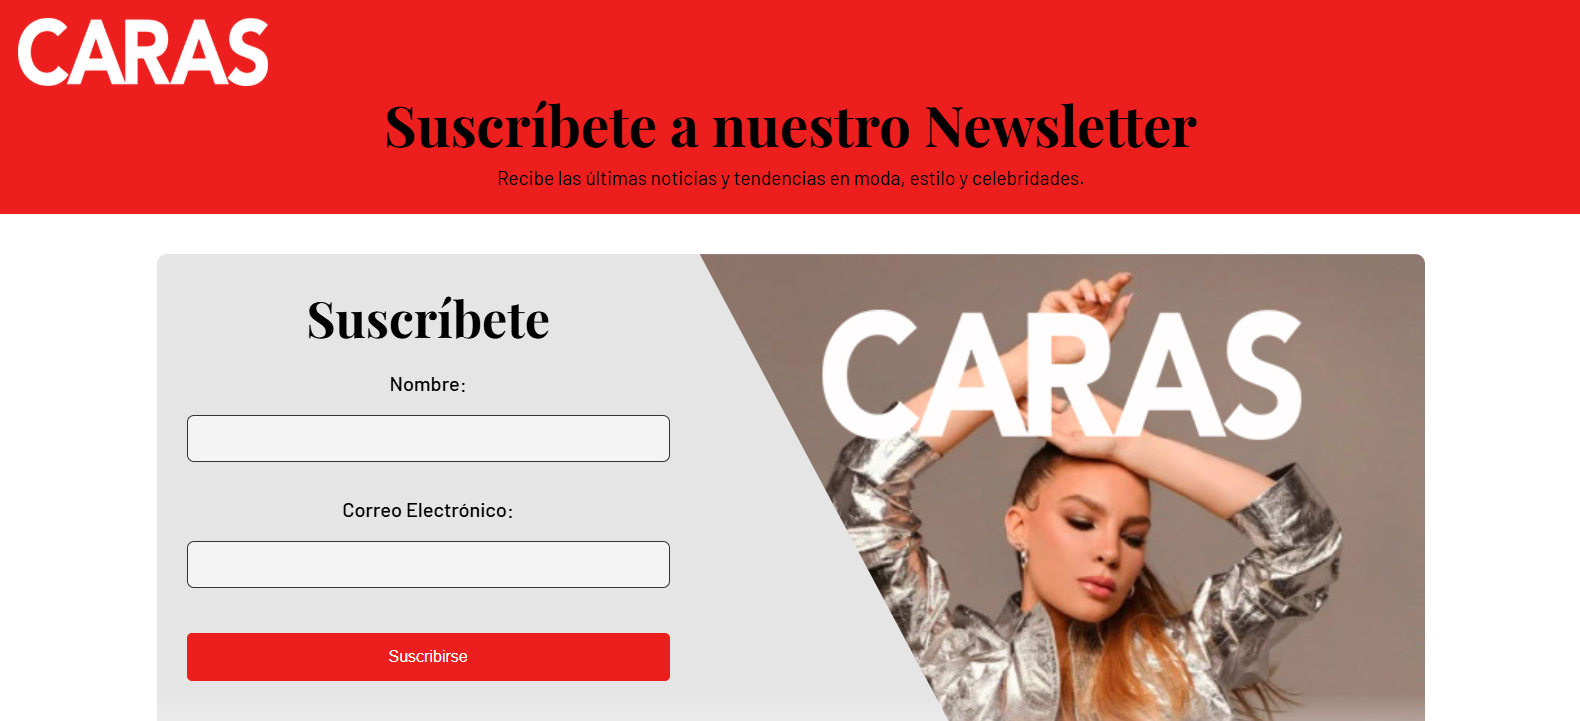 CARAS
Suscríbete a nuestro Newsletter
Recibe las últimas noticias y tendencias en moda, estilo y celebridades.
Suscríbete
Nombre:
Correo Electrónico:
Suscribirse
CARAS